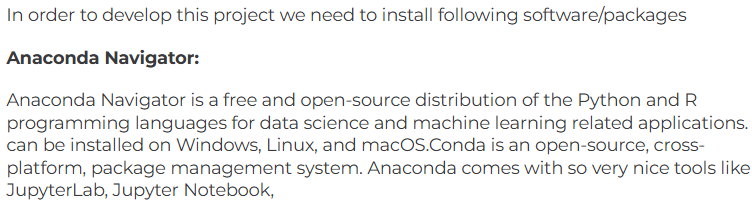 In order to develop this project we need to install following software/packages
Anaconda Navigator:
Anaconda Navigator is a free and open-source distribution of the Python and R
programming languages for data science and machine learning related applications.
can be installed on Windows, Linux, and macOS.Conda is an open-source, cross-
platform, package management system. Anaconda comes with so very nice tools like
JupyterLab, Jupyter Notebook,